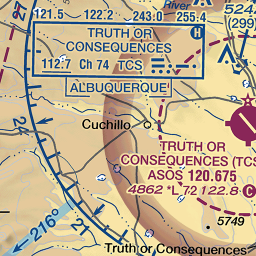 121.5 122.2 243.0 255.4
River
524
(299)
27
H
TRUTH OR
CONSEQUENCES
112.7 Ch 74 TCS
ALBUQUERQUE
24
Cuchillo
TRUTH OR
CONSEQUENCES (TCS
ASOS 120.675
4862 *L 72 122.8 C
216°
21
5749
Truth or Consequences